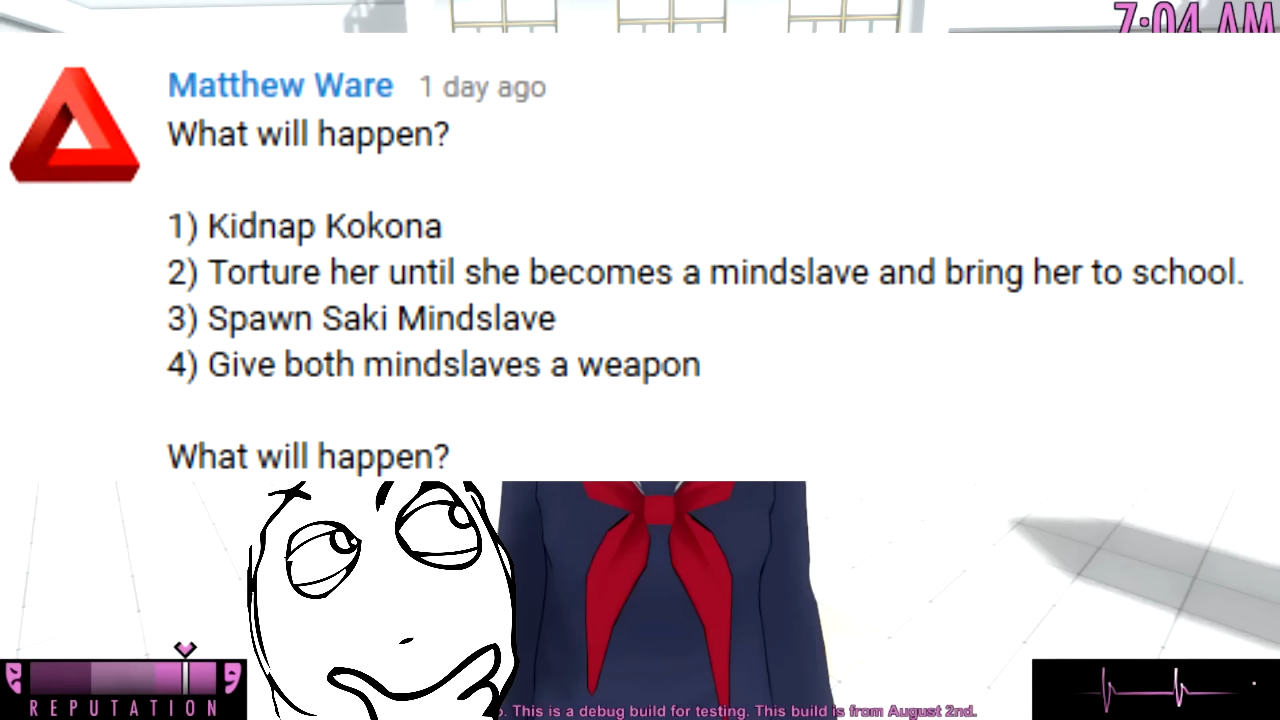 7:04 AM
Matthew Ware 1 day ago
What will happen?
1) Kidnap Kokona
2) Torture her until she becomes a mindslave and bring her to school.
3) Spawn Saki Mindslave
4) Give both mindslaves a weapon
What will happen?
REPUTATION
. This is a debug build for testing. This build is from August 2nd.